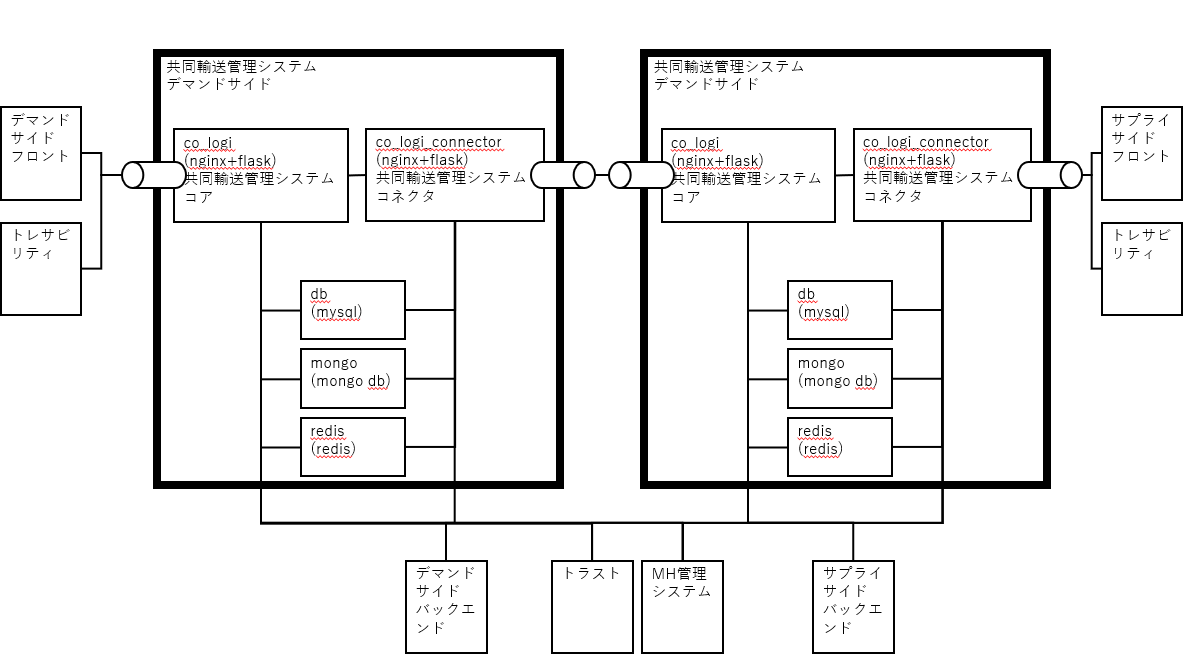 共同輸送管理システム
デマンドサイド
共同輸送管理システム
デマンドサイド
デマンド
サイド
フロント
トレサビ
リティ
co_logi
(nginx+flask)
共同輸送管理システム
コア
co_logi_connector
(nginx+flask)
共同輸送管理システム
コネクタ
db
(mysql)
mongo
(mongo db)
redis
(redis)
co_logi
(nginx+flask)
共同輸送管理システム
コア
co_logi_connector
(nginx+flask)
共同輸送管理システム
コネクタ
db
(mysql)
mongo
(mongo db)
redis
(redis)
サプライ
サイド
フロント
トレサビ
リティ
デマンド
サイド
バックエ
ンド
トラスト
MH管理
システム
サプライ
サイド
バックエ
ンド